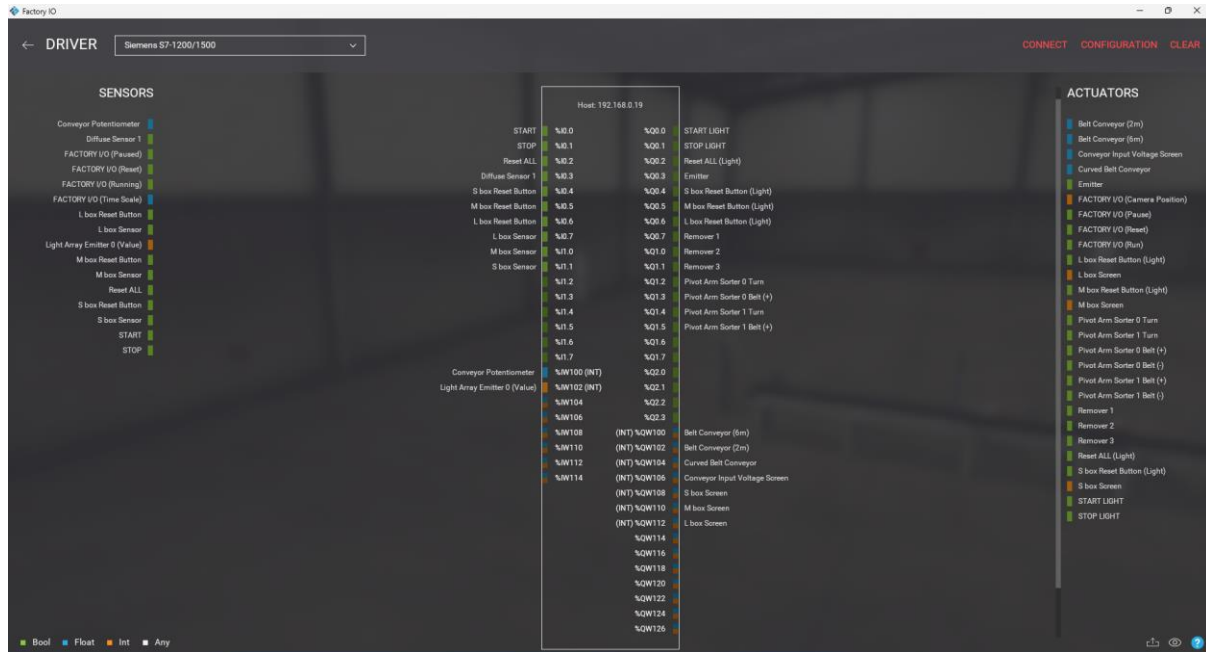 Factory IO
← DRIVER Siemens S7-1200/1500
CONNECT CONFIGURATION CLEAR
SENSORS
Conveyor Potentiometer
Diffuse Sensor 1
FACTORY I/O (Paused)
FACTORY I/O (Reset)
FACTORY I/O (Running)
FACTORY I/O (Time Scale)
L box Reset Button
L box Sensor
Light Array Emitter 0 (Value)
M box Reset Button
M box Sensor
Reset ALL
S box Reset Button
S box Sensor
START
STOP
Host: 192.168.0.19
START %I0.0 %Q0.0 START LIGHT
STOP %I0.1 %Q0.1 STOP LIGHT
Reset ALL %I0.2 %Q0.2 Reset ALL (Light)
Diffuse Sensor 1 %I0.3 %Q0.3 Emitter
S box Reset Button %I0.4 %Q0.4 S box Reset Button (Light)
M box Reset Button %I0.5 %Q0.5 M box Reset Button (Light)
L box Reset Button %I0.6 %Q0.6 L box Reset Button (Light)
L box Sensor %I0.7 %Q0.7 Remover 1
M box Sensor %I1.0 %Q1.0 Remover 2
S box Sensor %I1.1 %Q1.1 Remover 3
%I1.2 %Q1.2 Pivot Arm Sorter 0 Turn
%I1.3 %Q1.3 Pivot Arm Sorter 0 Belt (+)
%I1.4 %Q1.4 Pivot Arm Sorter 1 Turn
%I1.5 %Q1.5 Pivot Arm Sorter 1 Belt (+)
%I1.6 %Q1.6
%I1.7 %Q1.7
Conveyor Potentiometer %IW100 (INT) %Q2.0
Light Array Emitter 0 (Value) %IW102 (INT) %Q2.1
%IW104 %Q2.2
%IW106 %Q2.3
%IW108 (INT) %QW100 Belt Conveyor (6m)
%IW110 (INT) %QW102 Belt Conveyor (2m)
%IW112 (INT) %QW104 Curved Belt Conveyor
%IW114 (INT) %QW106 Conveyor Input Voltage Screen
(INT) %QW108 S box Screen
(INT) %QW110 M box Screen
(INT) %QW112 L box Screen
%QW114
%QW116
%QW118
%QW120
%QW122
%QW124
%QW126
ACTUATORS
Belt Conveyor (2m)
Belt Conveyor (6m)
Conveyor Input Voltage Screen
Curved Belt Conveyor
Emitter
FACTORY I/O (Camera Position)
FACTORY I/O (Pause)
FACTORY I/O (Reset)
FACTORY I/O (Run)
L box Reset Button (Light)
L box Screen
M box Reset Button (Light)
M box Screen
Pivot Arm Sorter 0 Turn
Pivot Arm Sorter 1 Turn
Pivot Arm Sorter 0 Belt (+)
Pivot Arm Sorter 0 Belt (-)
Pivot Arm Sorter 1 Belt (+)
Pivot Arm Sorter 1 Belt (-)
Remover 1
Remover 2
Remover 3
Reset ALL (Light)
S box Reset Button (Light)
S box Screen
START LIGHT
STOP LIGHT
Bool Float Int Any
?